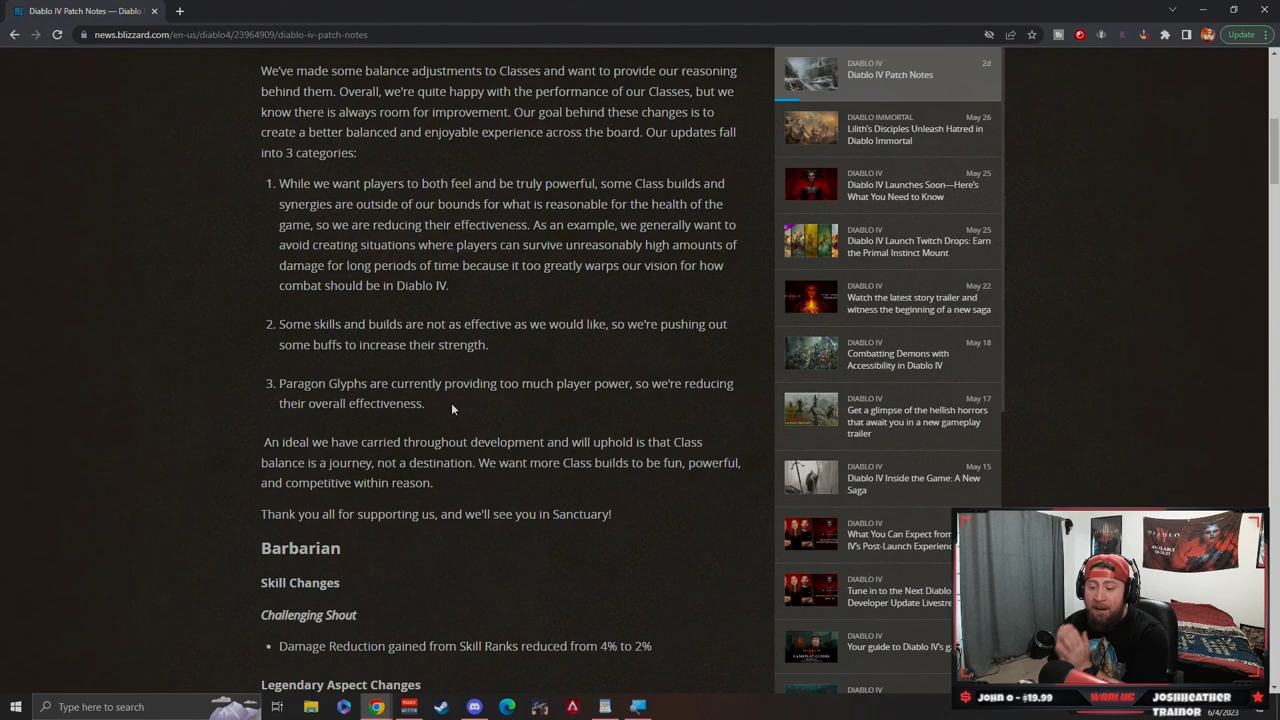 Diablo IV Patch Notes — Diablo I
news.blizzard.com/en-us/diablo4/23964909/diablo-iv-patch-notes
Update
We've made some balance adjustments to Classes and want to provide our reasoning
behind them. Overall, we're quite happy with the performance of our Classes, but we
know there is always room for improvement. Our goal behind these changes is to
create a better balanced and enjoyable experience across the board. Our updates fall
into 3 categories:
1. While we want players to both feel and be truly powerful, some Class builds and
synergies are outside of our bounds for what is reasonable for the health of the
game, so we are reducing their effectiveness. As an example, we generally want to
avoid creating situations where players can survive unreasonably high amounts of
damage for long periods of time because it too greatly warps our vision for how
combat should be in Diablo IV.
2. Some skills and builds are not as effective as we would like, so we're pushing out
some buffs to increase their strength.
3. Paragon Glyphs are currently providing too much player power, so we're reducing
their overall effectiveness.
An ideal we have carried throughout development and will uphold is that Class
balance is a journey, not a destination. We want more Class builds to be fun, powerful,
and competitive within reason.
Thank you all for supporting us, and we'll see you in Sanctuary!
Barbarian
Skill Changes
Challenging Shout
• Damage Reduction gained from Skill Ranks reduced from 4% to 2%
Legendary Aspect Changes
DIABLO IV 2d
Diablo IV Patch Notes
DIABLO IMMORTAL May 26
Lilith's Disciples Unleash Hatred in
Diablo Immortal
DIABLO IV May 25
Diablo IV Launches Soon—Here's
What You Need to Know
DIABLO IV May 25
Diablo IV Launch Twitch Drops: Earn
the Primal Instinct Mount
DIABLO IV May 22
Watch the latest story trailer and
witness the beginning of a new saga
DIABLO IV May 18
Combatting Demons with
Accessibility in Diablo IV
DIABLO IV May 17
Get a glimpse of the hellish horrors
that await you in a new gameplay
trailer
DIABLO IV May 15
Diablo IV Inside the Game: A New
Saga
DIABLO IV
What You Can Expect from
IV's Post-Launch Experienc
DIABLO IV
Tune in to the Next Diablo
Developer Update Livestre
DIABLO IV
Your guide to Diablo IV's ga
DIABLO IV
DIABLO
JOHN O - $19.99 WARLUG JOSHHEATHER
TRAINOR
Type here to search
6/4/2023